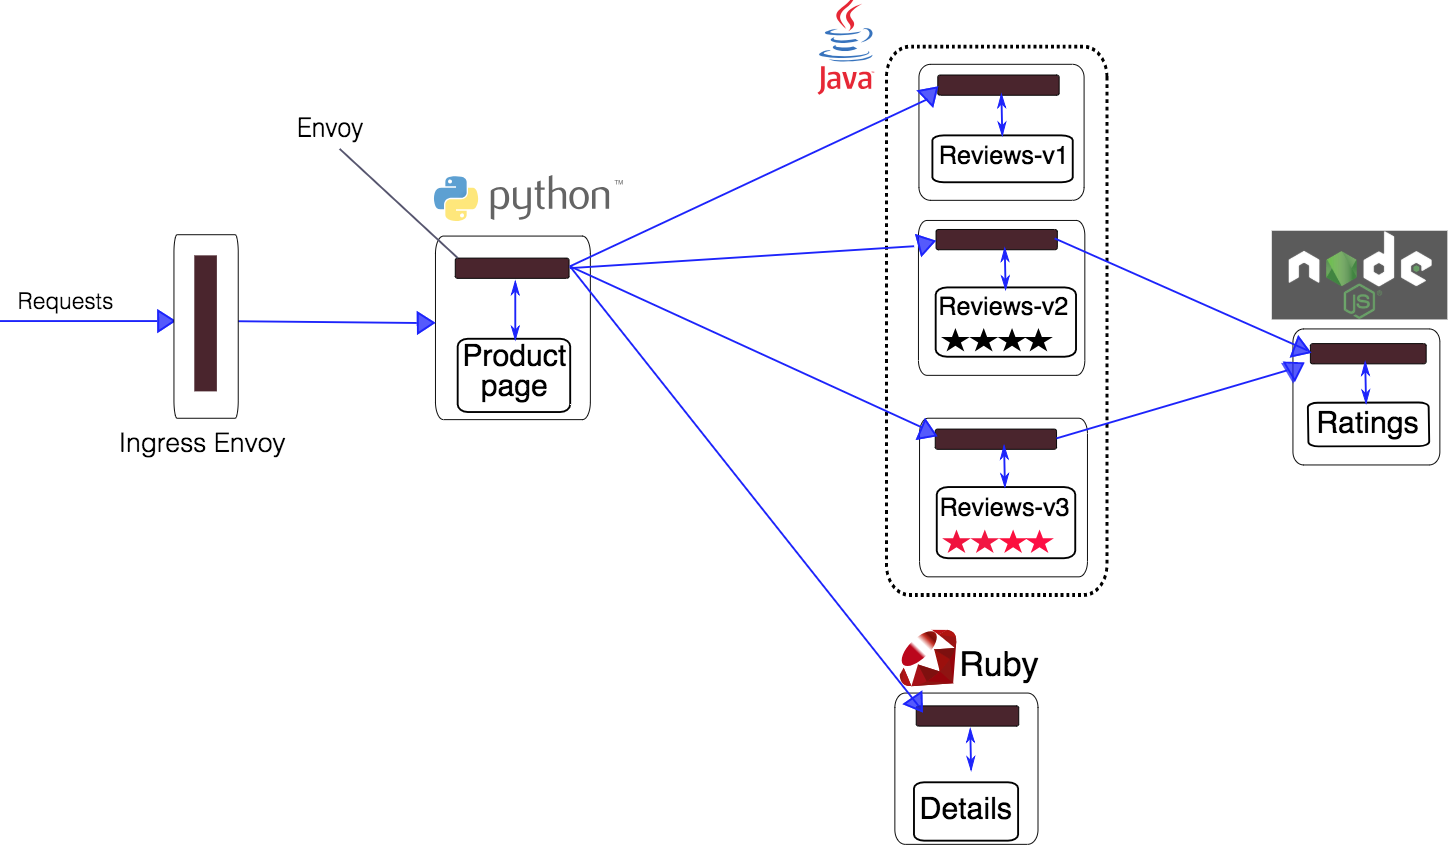 Requests
Ingress Envoy
Envoy
python™
Product
page
Java
Reviews-v1
Reviews-v2
Reviews-v3
node
JS
Ratings
Ruby
Details